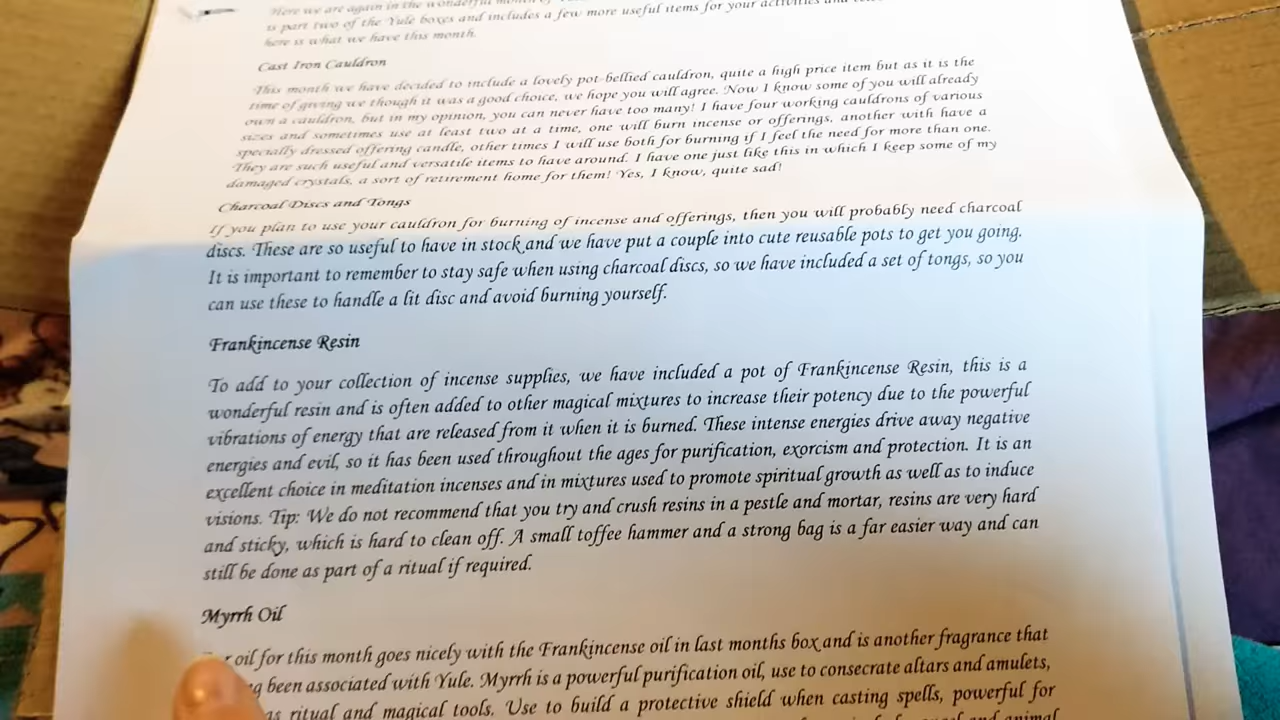 Here we are again in the wonderful month of
is part two of the Yule boxes and includes a few more useful items for your activities and
here is what we have this month.
Cast Iron Cauldron
This month we have decided to include a lovely pot-bellied cauldron, quite a high price item but as it is the
time of giving we though it was a good choice, we hope you will agree. Now I know some of you will already
own a cauldron, but in my opinion, you can never have too many! I have four working cauldrons of various
sizes and sometimes use at least two at a time, one will burn incense or offerings, another with have a
specially dressed offering candle, other times I will use both for burning if I feel the need for more than one.
They are such useful and versatile items to have around. I have one just like this in which I keep some of my
damaged crystals, a sort of retirement home for them! Yes, I know, quite sad!
Charcoal Discs and Tongs
If you plan to use your cauldron for burning of incense and offerings, then you will probably need charcoal
discs. These are so useful to have in stock and we have put a couple into cute reusable pots to get you going.
It is important to remember to stay safe when using charcoal discs, so we have included a set of tongs, so you
can use these to handle a lit disc and avoid burning yourself.
Frankincense Resin
To add to your collection of incense supplies, we have included a pot of Frankincense Resin, this is a
wonderful resin and is often added to other magical mixtures to increase their potency due to the powerful
vibrations of energy that are released from it when it is burned. These intense energies drive away negative
energies and evil, so it has been used throughout the ages for purification, exorcism and protection. It is an
excellent choice in meditation incenses and in mixtures used to promote spiritual growth as well as to induce
visions. Tip: We do not recommend that you try and crush resins in a pestle and mortar, resins are very hard
and sticky, which is hard to clean off. A small toffee hammer and a strong bag is a far easier way and can
still be done as part of a ritual if required.
Myrrh Oil
oil for this month goes nicely with the Frankincense oil in last months box and is another fragrance that
been associated with Yule. Myrrh is a powerful purification oil, use to consecrate altars and amulets,
as ritual and magical tools. Use to build a protective shield when casting spells, powerful for
and animal